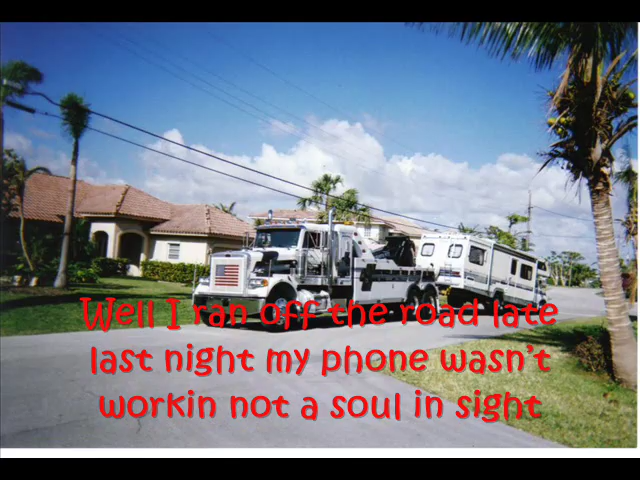 Well I ran off the road late
last night my phone wasn't
workin not a soul in sight